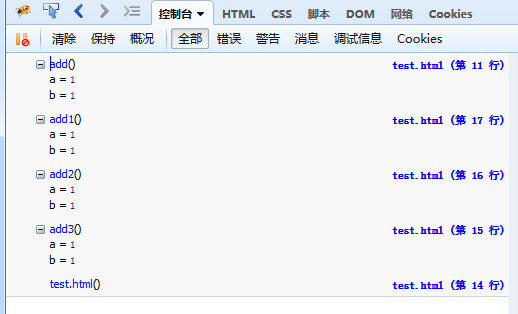 控制台 HTML CSS 脚本 DOM 网络 Cookies
清除 保持 概况 全部 错误 警告 消息 调试信息 Cookies
add() test.html (第 11 行)
a = 1
b = 1
add1() test.html (第 17 行)
a = 1
b = 1
add2() test.html (第 16 行)
a = 1
b = 1
add3() test.html (第 15 行)
a = 1
b = 1
test.html() test.html (第 14 行)